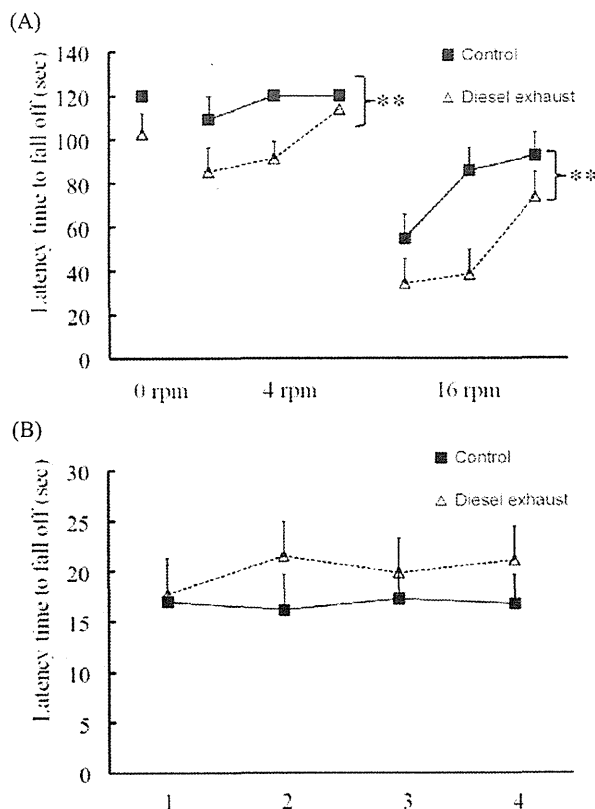 (A)
Latency time to fall off (sec)
140
120
100
80
60
40
20
0
Control
Diesel exhaust
**
**
0 rpm
4 rpm
16 rpm
(B)
Latency time to fall off (sec)
30
25
20
15
10
5
0
Control
Diesel exhaust
1
2
3
4